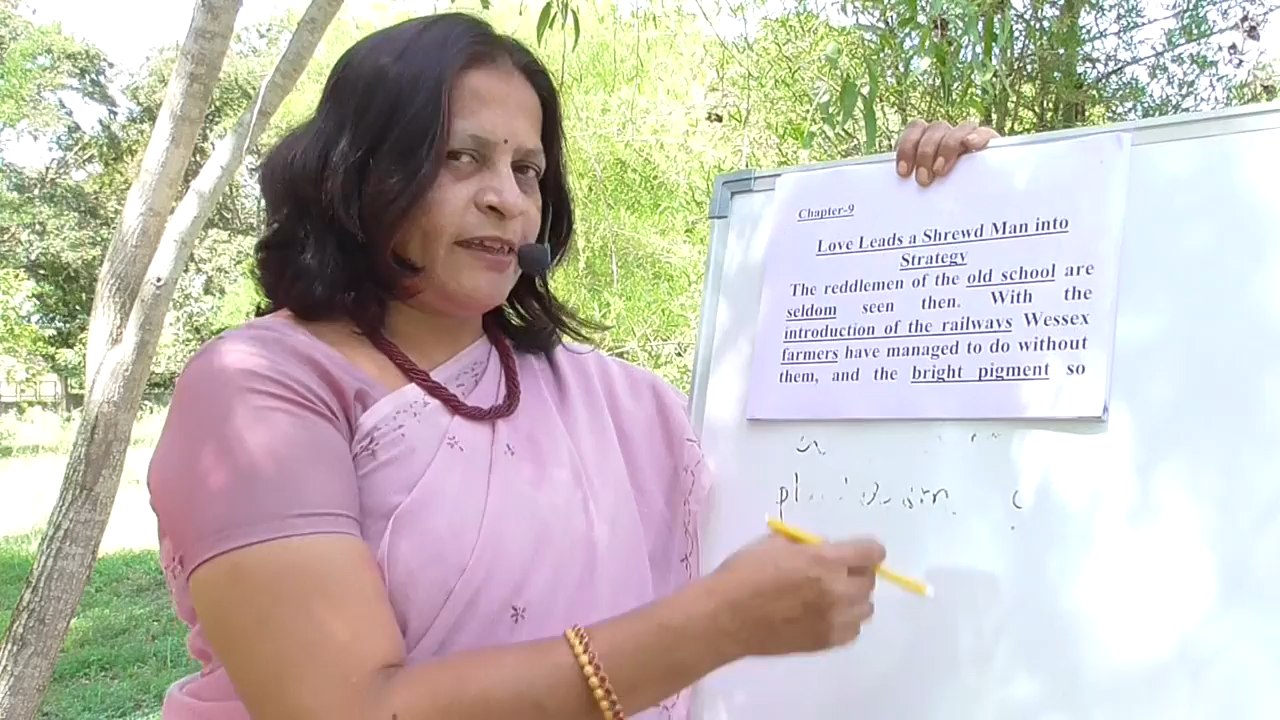 Chapter-9
Love Leads a Shrewd Man into
Strategy
The reddlemen of the old school are
seldom seen then. With the
introduction of the railways Wessex
farmers have managed to do without
them, and the bright pigment so